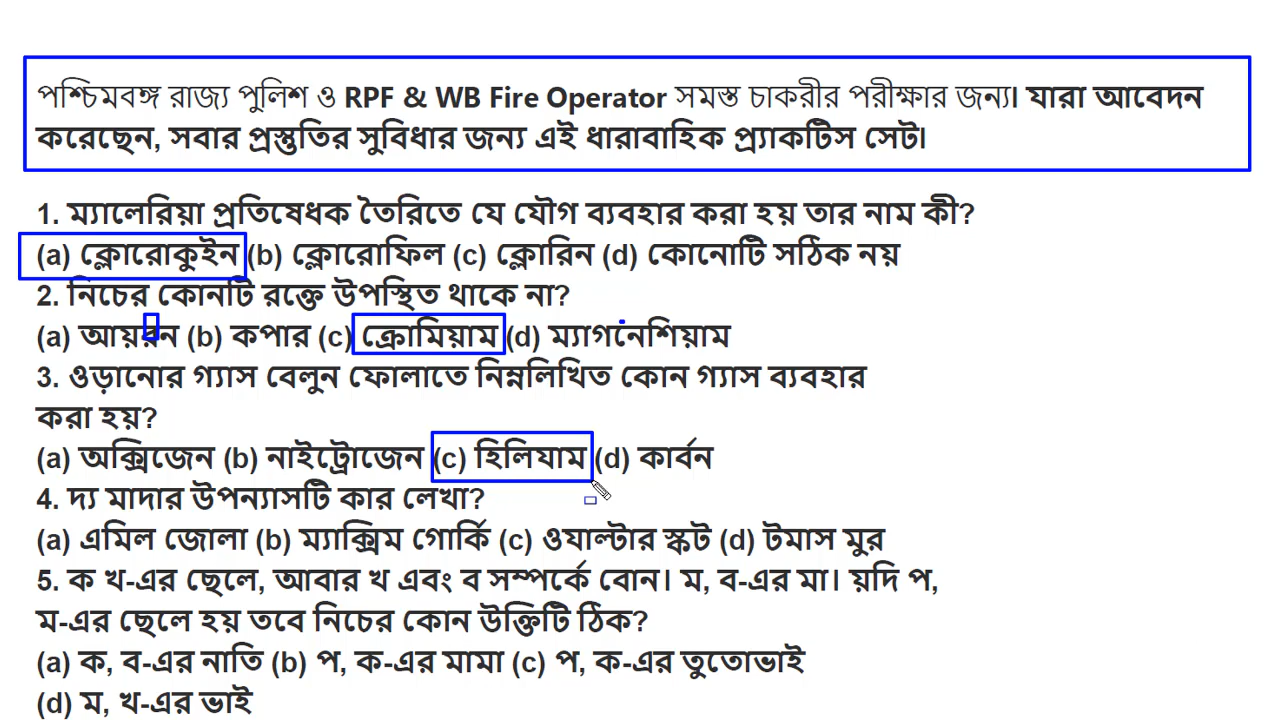 পশ্চিমবঙ্গ রাজ্য পুলিশ ও RPF & WB Fire Operator সমস্ত চাকরীর পরীক্ষার জন্য। যারা আবেদন
করেছেন, সবার প্রস্তুতির সুবিধার জন্য এই ধারাবাহিক প্র্যাকটিস সেট।
1. ম্যালেরিয়া প্রতিষেধক তৈরিতে যে যৌগ ব্যবহার করা হয় তার নাম কী?
(a) ক্লোরোকুইন (b) ক্লোরোফিল (c) ক্লোরিন (d) কোনোটি সঠিক নয়
2. নিচের কোনটি রক্তে উপস্থিত থাকে না?
(a) আয়রন (b) কপার (c) ক্রোমিয়াম (d) ম্যাগনেশিয়াম
3. ওড়ানোর গ্যাস বেলুন ফোলাতে নিম্নলিখিত কোন গ্যাস ব্যবহার
করা হয়?
(a) অক্সিজেন (b) নাইট্রোজেন (c) হিলিযাম (d) কার্বন
4. দ্য মাদার উপন্যাসটি কার লেখা?
(a) এমিল জোলা (b) ম্যাক্সিম গোর্কি (c) ওযাল্টার স্কট (d) টমাস মুর
5. ক খ-এর ছেলে, আবার খ এবং ব সম্পর্কে বোন। ম, ব-এর মা। য়দি প,
ম-এর ছেলে হয় তবে নিচের কোন উক্তিটি ঠিক?
(a) ক, ব-এর নাতি (b) প, ক-এর মামা (c) প, ক-এর তুতোভাই
(d) ম, খ-এর ভাই